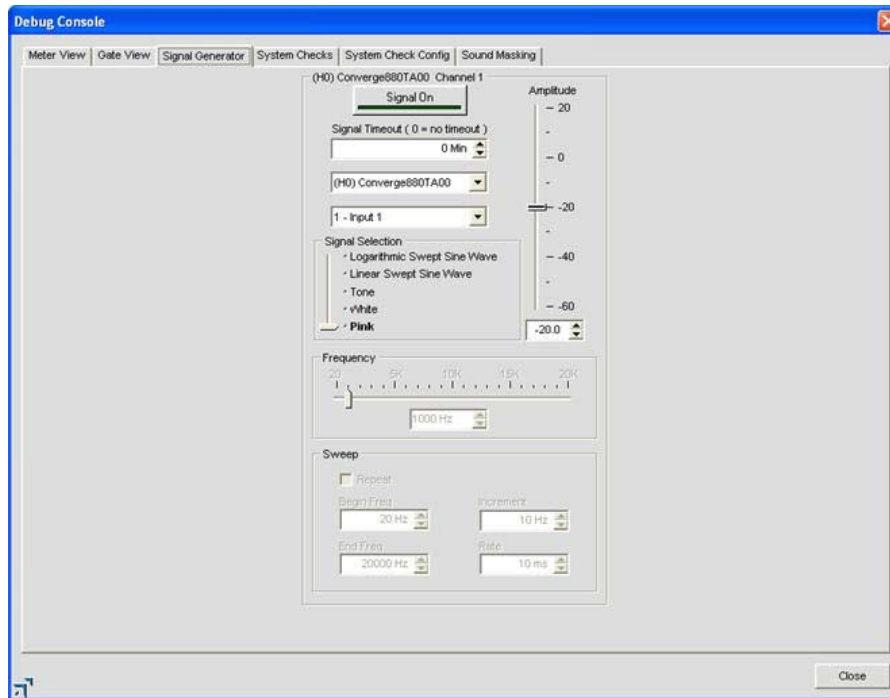 Debug Console
Meter View Gate View Signal Generator System Checks System Check Config Sound Masking
(H0) Converge880TA00 Channel 1
Signal On
Amplitude
20
0
-20
-40
-60
-20.0
Signal Timeout ( 0 = no timeout )
0 Min
(H0) Converge880TA00
1 - Input 1
Signal Selection
Logarithmic Swept Sine Wave
Linear Swept Sine Wave
Tone
White
Pink
Frequency
20 5K 10K 15K 20K
1000 Hz
Sweep
Repeat
Begin Freq Increment
20 Hz 10 Hz
End Freq Rate
20000 Hz 10 ms
Close